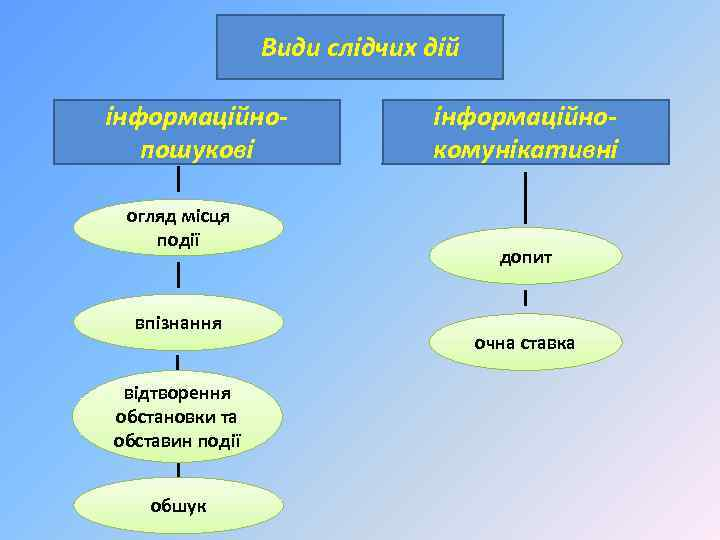 Види слідчих дій
інформаційно-
пошукові
інформаційно-
комунікативні
огляд місця
події
допит
впізнання
очна ставка
відтворення
обстановки та
обставин події
обшук